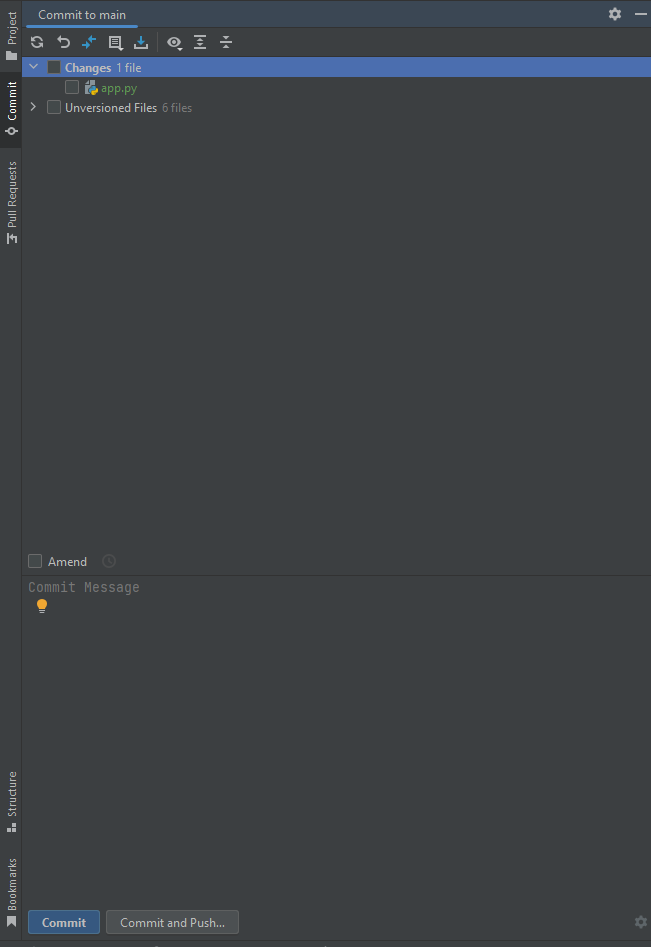 Commit to main
Project
Commit
Pull Requests
Changes 1 file
app.py
Unversioned Files 6 files
Amend
Commit Message
Structure
Bookmarks
Commit
Commit and Push...